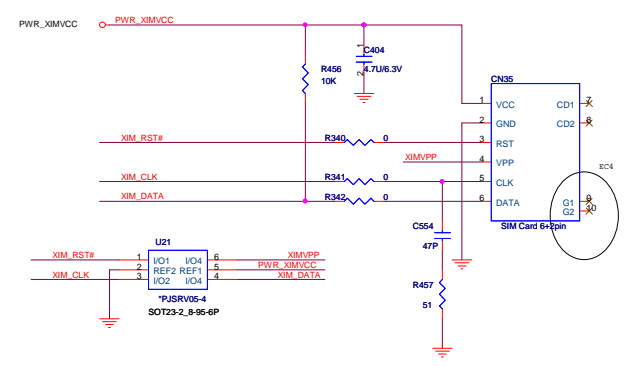 PWR_XIMVCC
PWR_XIMVCC
1
C404
2
4.7U/6.3V
R456
10K
CN35
1 VCC CD1 7
2 GND CD2 8
XIM_RST# R340 0 3 RST
XIMVPP 4 VPP
EC4
XIM_CLK R341 0 5 CLK
XIM_DATA R342 0 6 DATA G1 9
G2 10
SIM Card 6+2pin
C554
47P
U21
XIM_RST# 1 I/O1 I/O4 6 XIMVPP
2 REF2 REF1 5 PWR_XIMVCC
XIM_CLK 3 I/O2 I/O4 4 XIM_DATA
R457
51
*PJSRV05-4
SOT23-2_8-95-6P